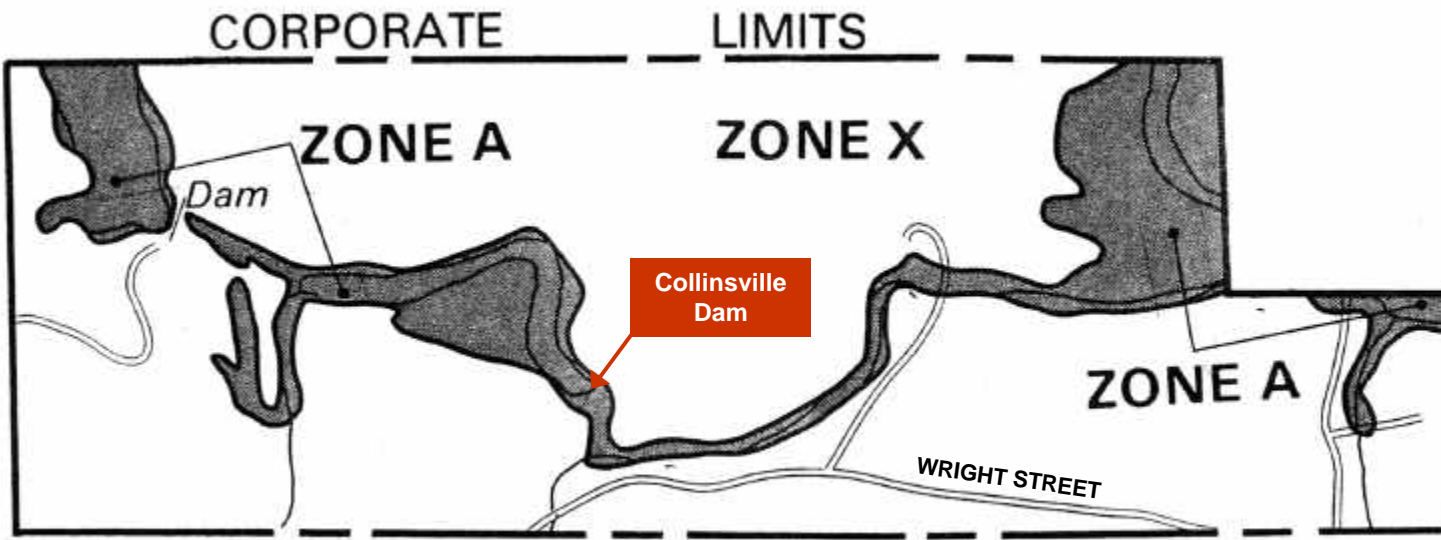 CORPORATE LIMITS
ZONE A
ZONE X
Dam
Collinsville
Dam
ZONE A
WRIGHT STREET